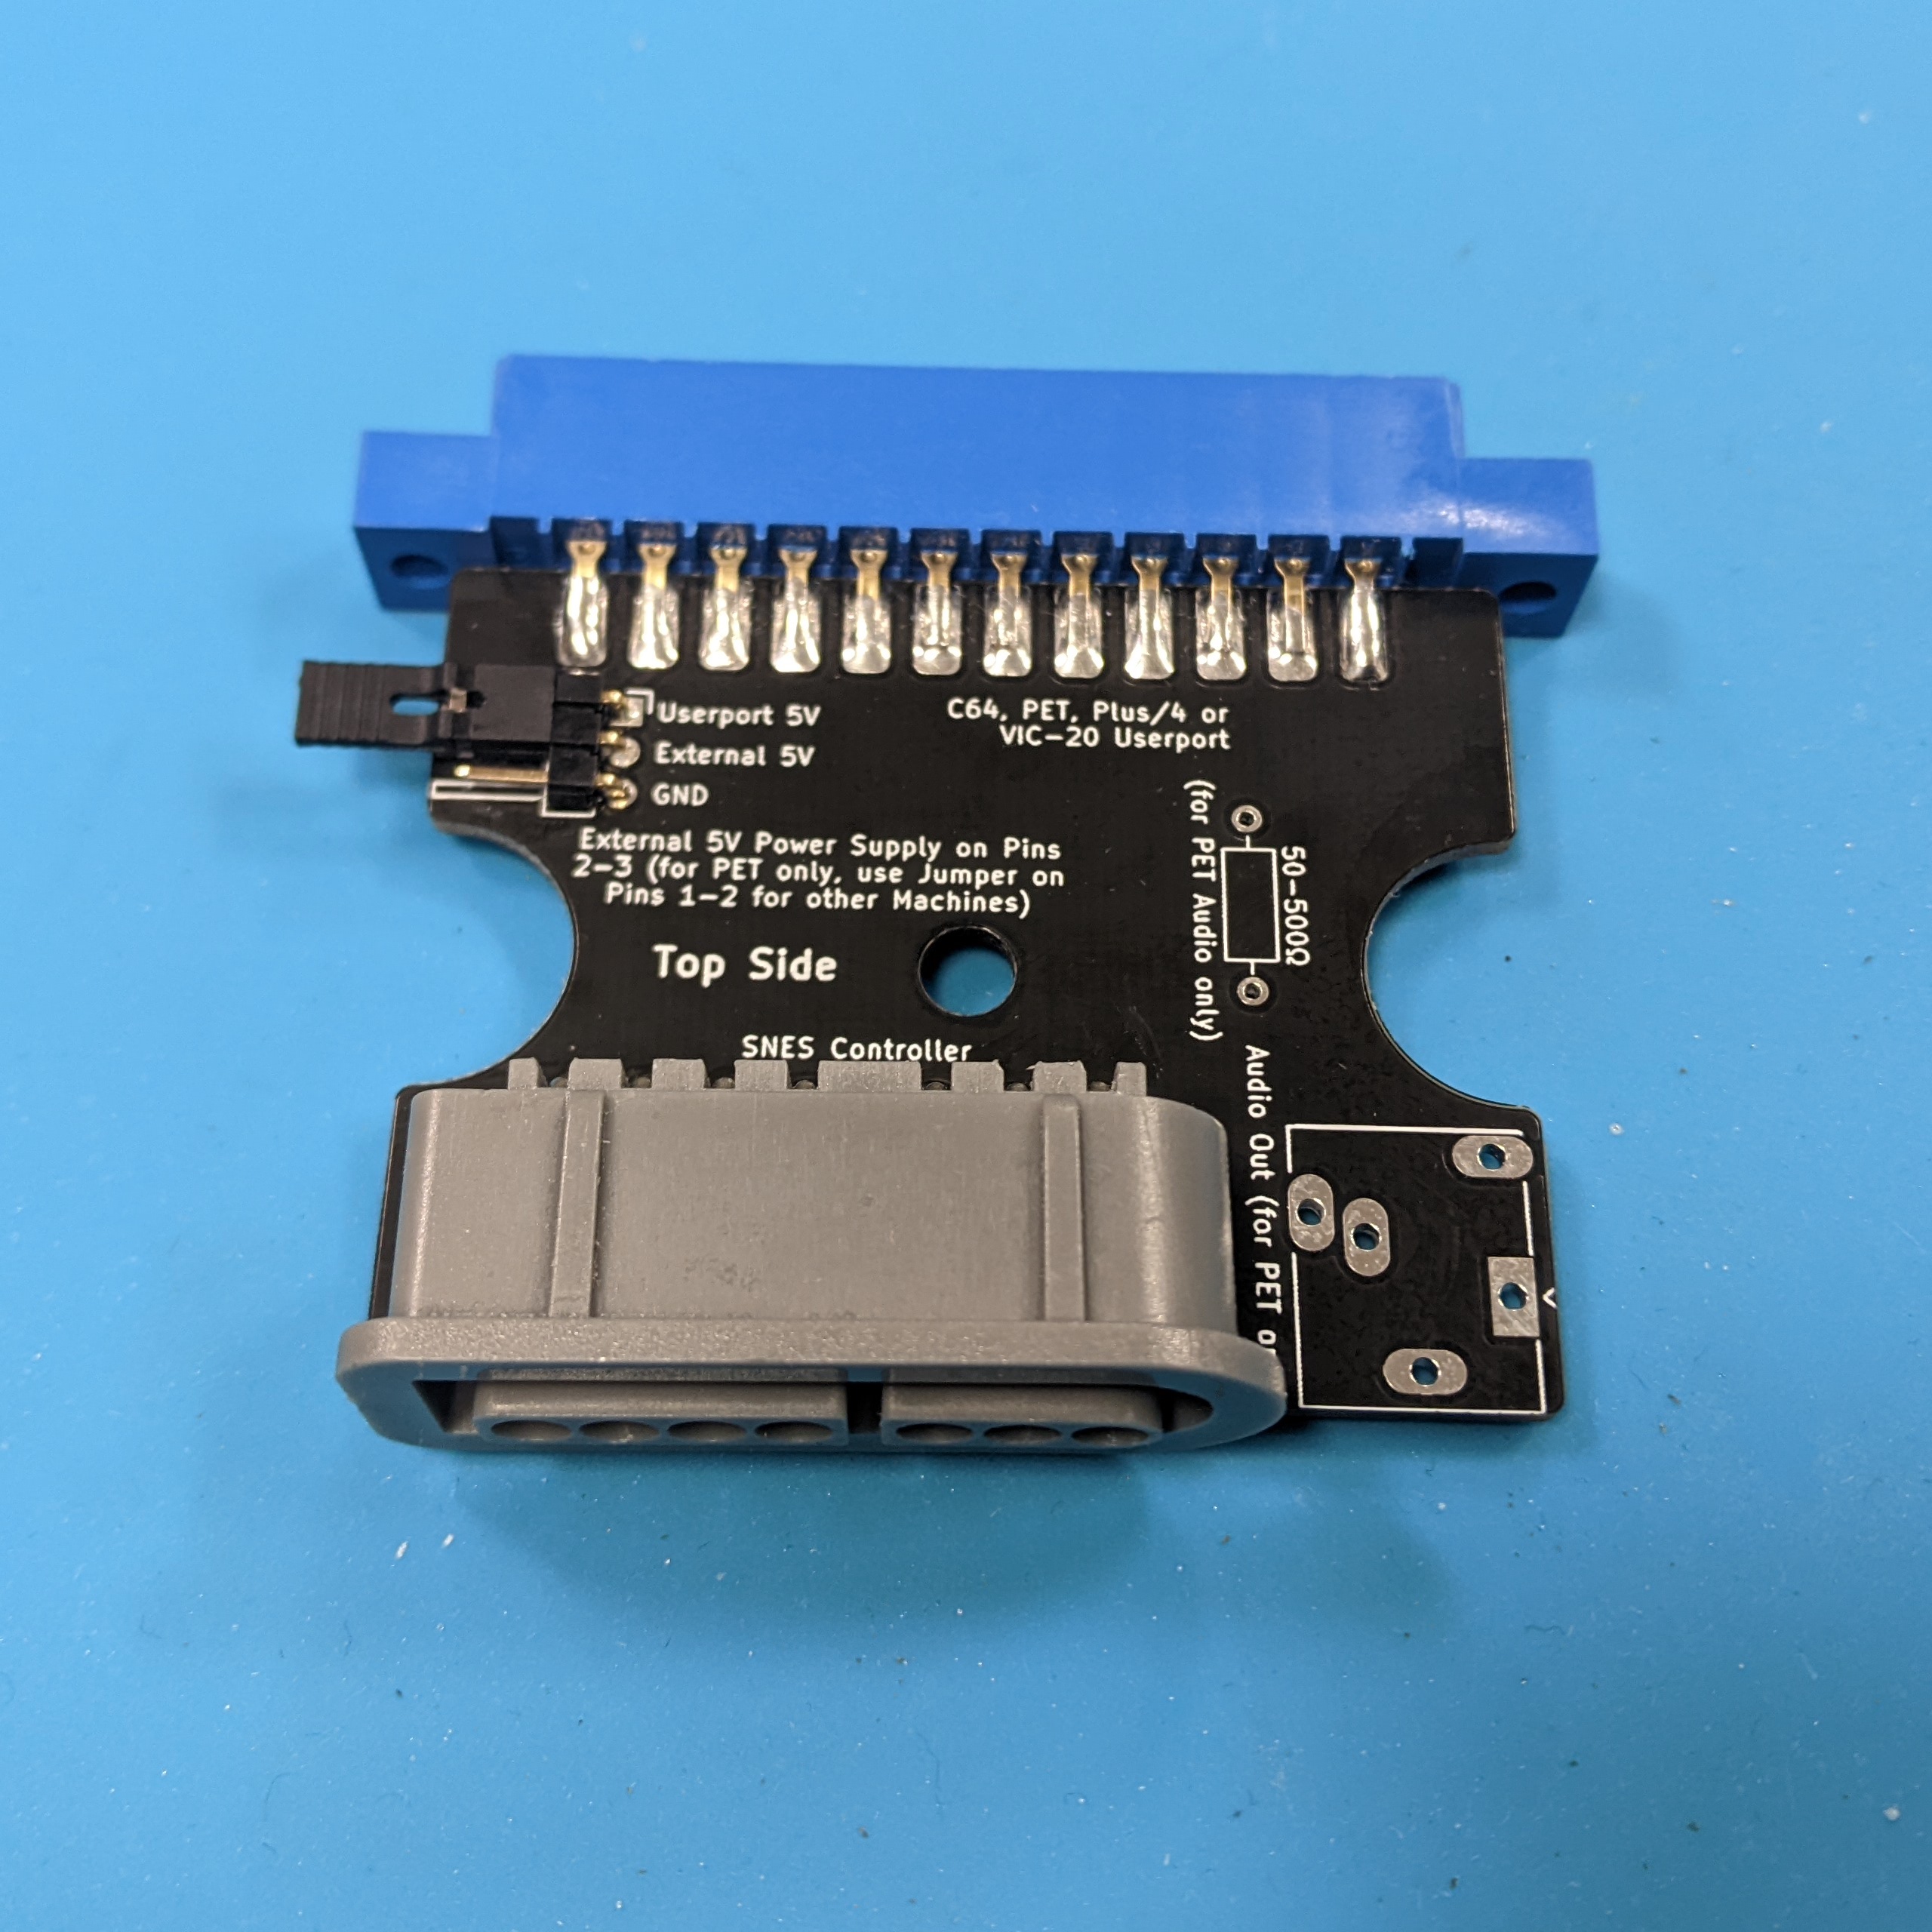 Userport 5V
External 5V
GND
C64, PET, Plus/4 or
VIC-20 Userport
External 5V Power Supply on Pins
2-3 (for PET only, use Jumper on
Pins 1-2 for other Machines)
(for PET Audio only)
50-500Ω
Top Side
SNES Controller
Audio Out (for PET